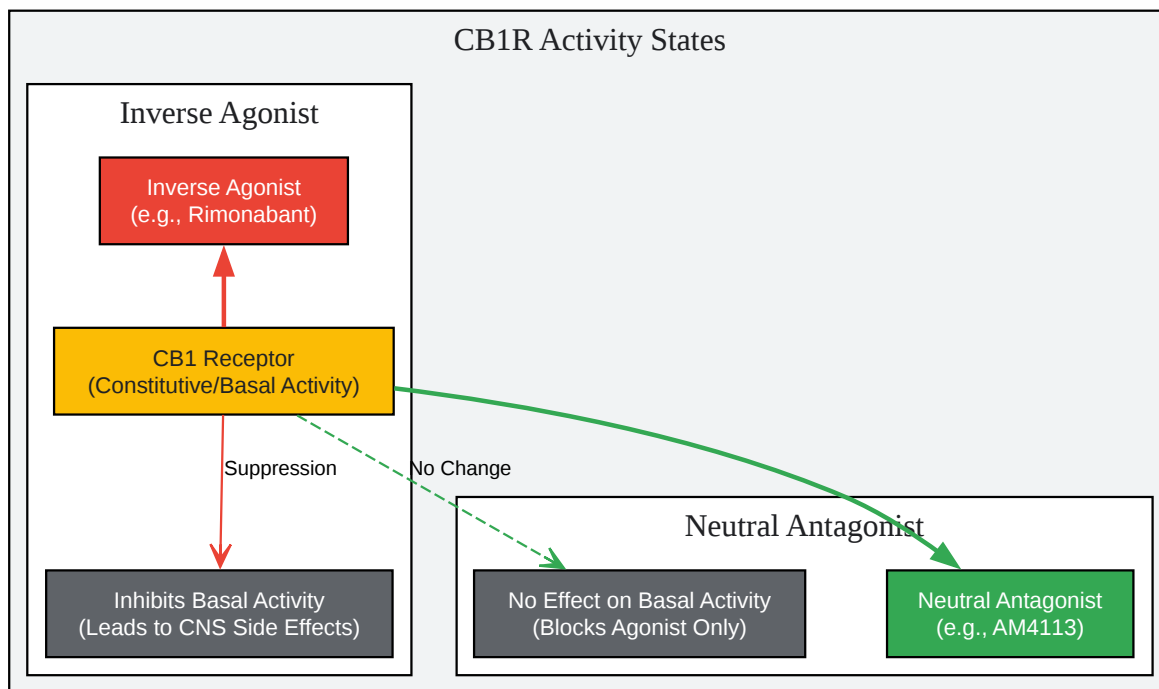 CB1R Activity States
Inverse Agonist
Inverse Agonist
(e.g., Rimonabant)
CB1 Receptor
(Constitutive/Basal Activity)
Suppression
No Change
Inhibits Basal Activity
(Leads to CNS Side Effects)
Neutral Antagonist
No Effect on Basal Activity
(Blocks Agonist Only)
Neutral Antagonist
(e.g., AM4113)